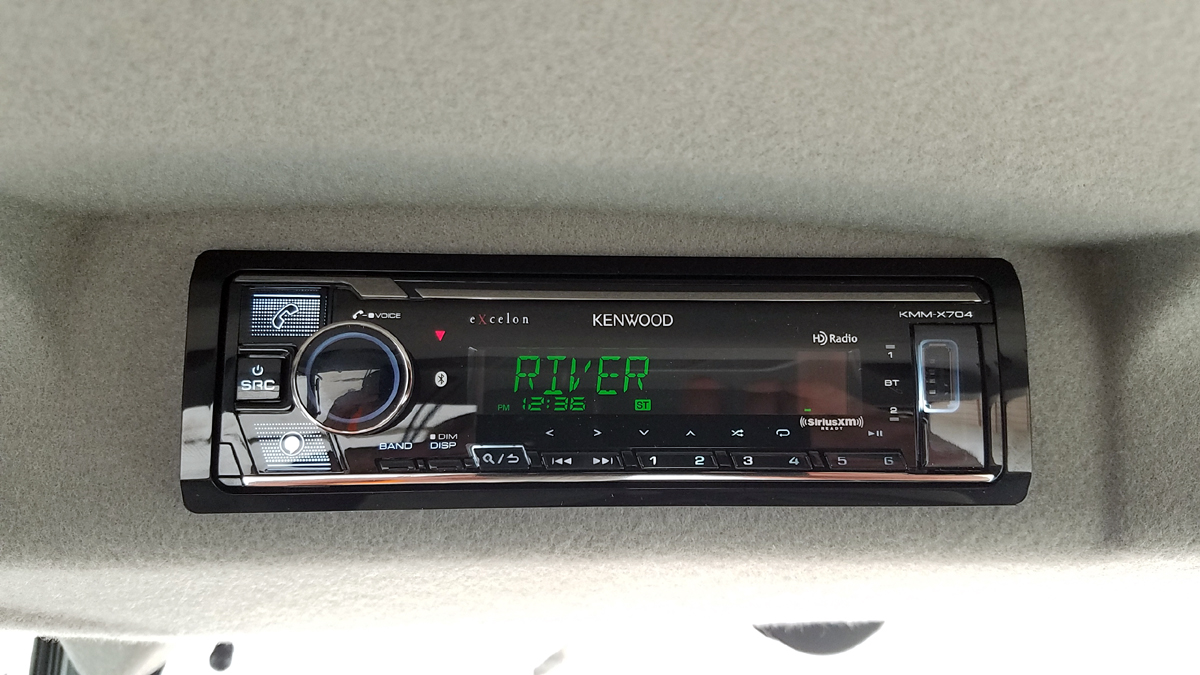 VOICE
eXcelon
KENWOOD
KMM-X704
HD Radio
SRC
RIVER
PM 12:36 ST
1
BT
2
BAND
DIM
DISP
((SiriusXM))
READY
1 2 3 4 5 6